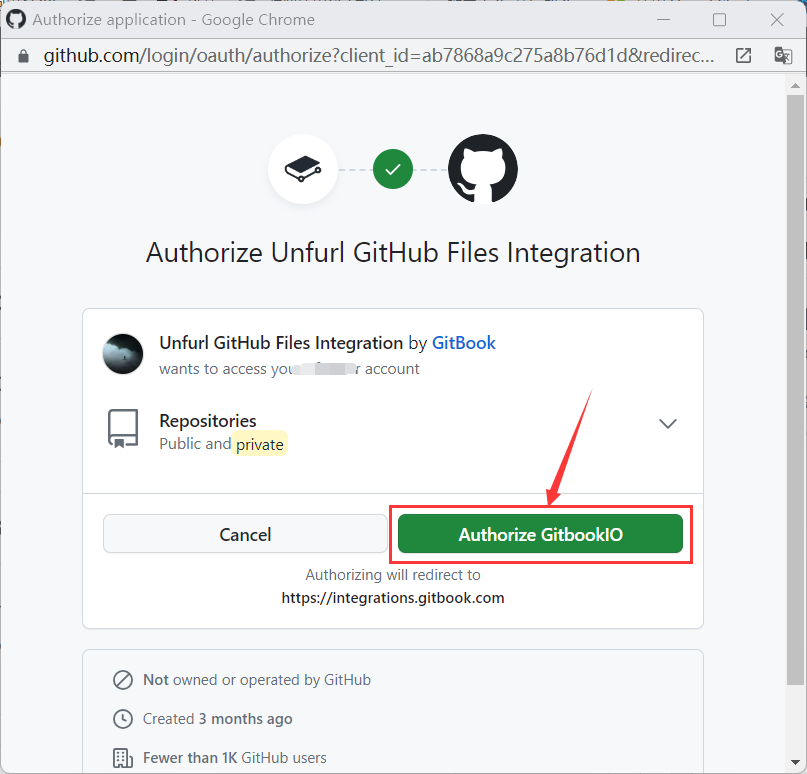 Authorize application - Google Chrome
github.com/login/oauth/authorize?client_id=ab7868a9c275a8b76d1d&redirec...
Authorize Unfurl GitHub Files Integration
Unfurl GitHub Files Integration by GitBook
wants to access account
Repositories
Public and private
Cancel
Authorize GitbookIO
Authorizing will redirect to
https://integrations.gitbook.com
Not owned or operated by GitHub
Created 3 months ago
Fewer than 1K GitHub users